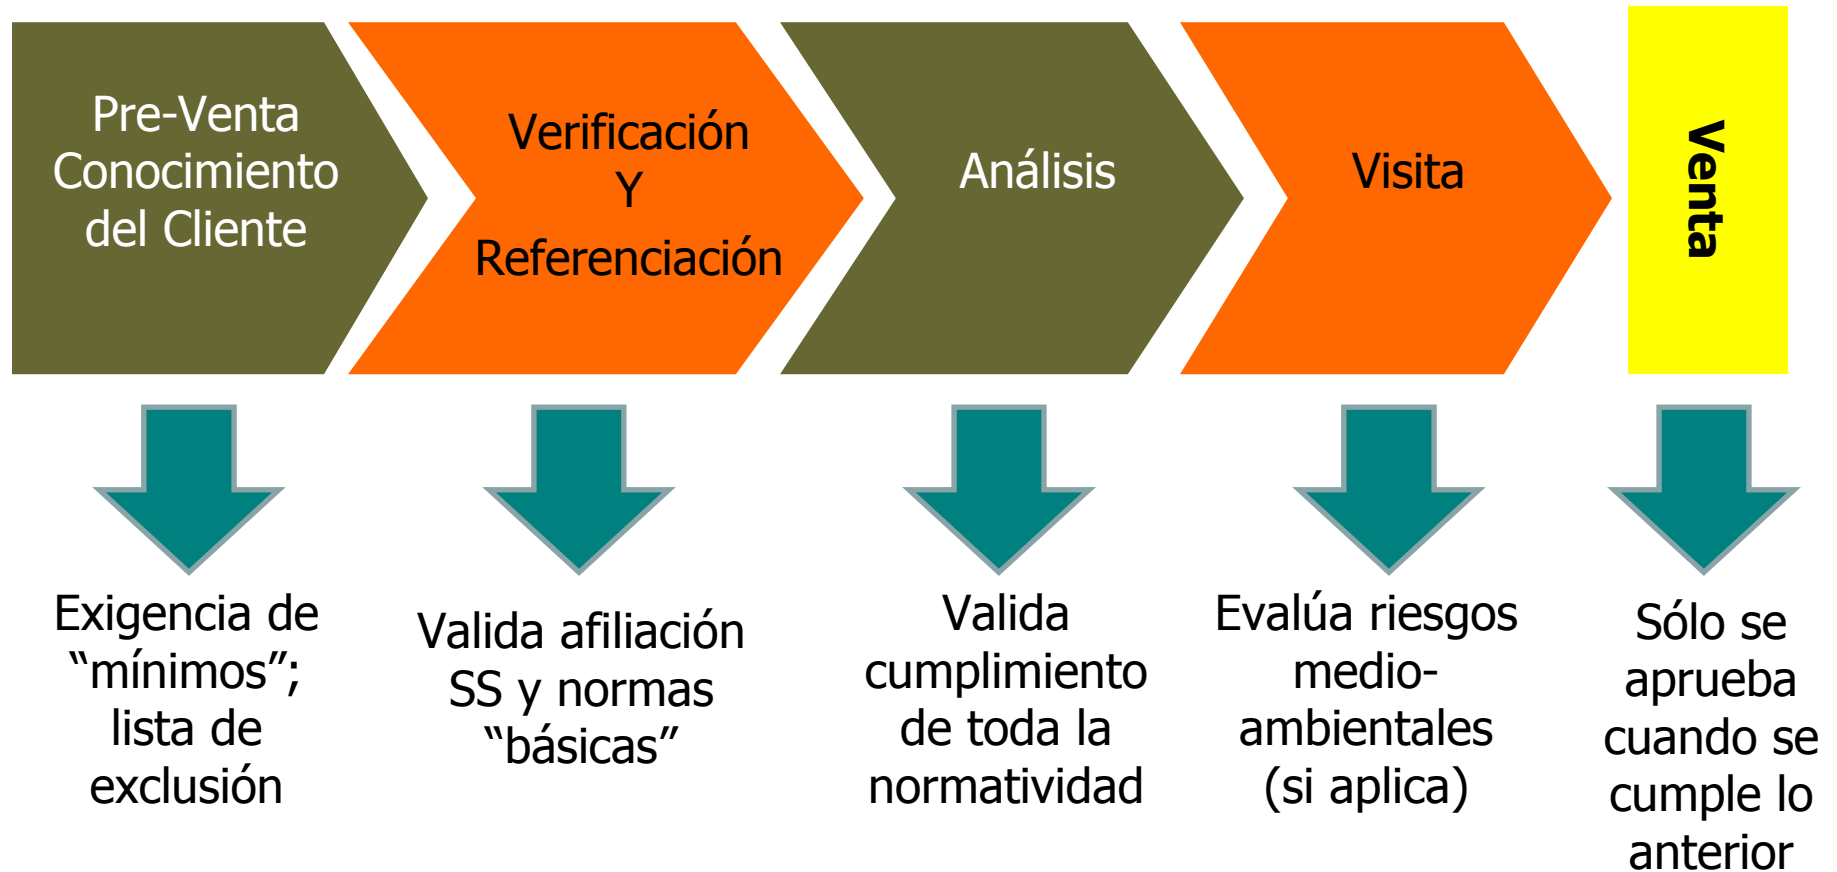 Pre-Venta
Conocimiento
del Cliente
Verificación
Y
Referenciación
Análisis
Visita
Venta
Exigencia de
“mínimos”;
lista de
exclusión
Valida afiliación
SS y normas
“básicas”
Valida
cumplimiento
de toda la
normatividad
Evalúa riesgos
medio-
ambientales
(si aplica)
Sólo se
aprueba
cuando se
cumple lo
anterior